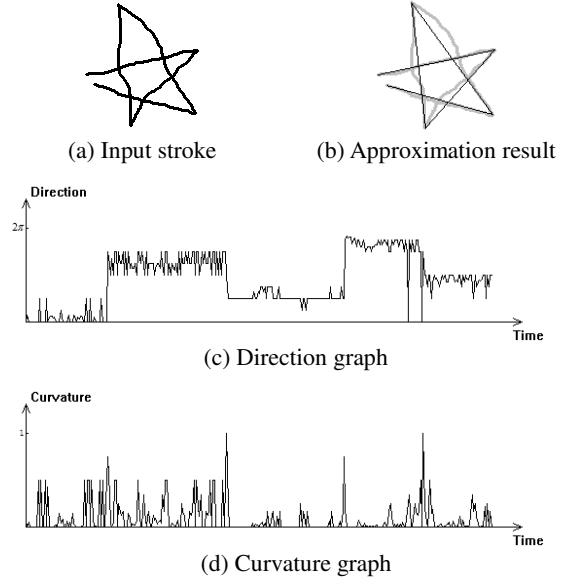 (a) Input stroke
(b) Approximation result
Direction
2π
Time
(c) Direction graph
Curvature
1
Time
(d) Curvature graph